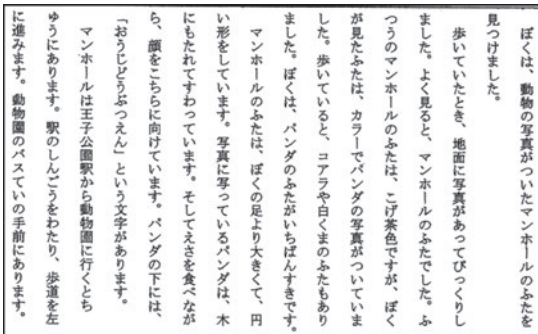 ぼくは、動物の写真がついたマンホールのふたを
見つけました。
歩いていたとき、地面に写真があってびっくりし
ました。よく見ると、マンホールのふたでした。ふ
つうのマンホールのふたは、こげ茶色ですが、ぼく
が見たふたは、カラーでパンダの写真がついていま
した。歩いていると、コアラや白くまのふたもあり
ました。ぼくは、パンダのふたがいちばんすきです。
マンホールのふたは、ぼくの足より大きくて、円
い形をしています。写真に写っているパンダは、木
にもたれてすわっています。そしてえさを食べなが
ら、顔をこちらに向けています。パンダの下には、
「おうじどうぶつえん」という文字があります。
マンホールは王子公園駅から動物園に行くとち
ゅうにあります。駅のしんごうをわたり、歩道を左
に進みます。動物園のバスていの手前にあります。